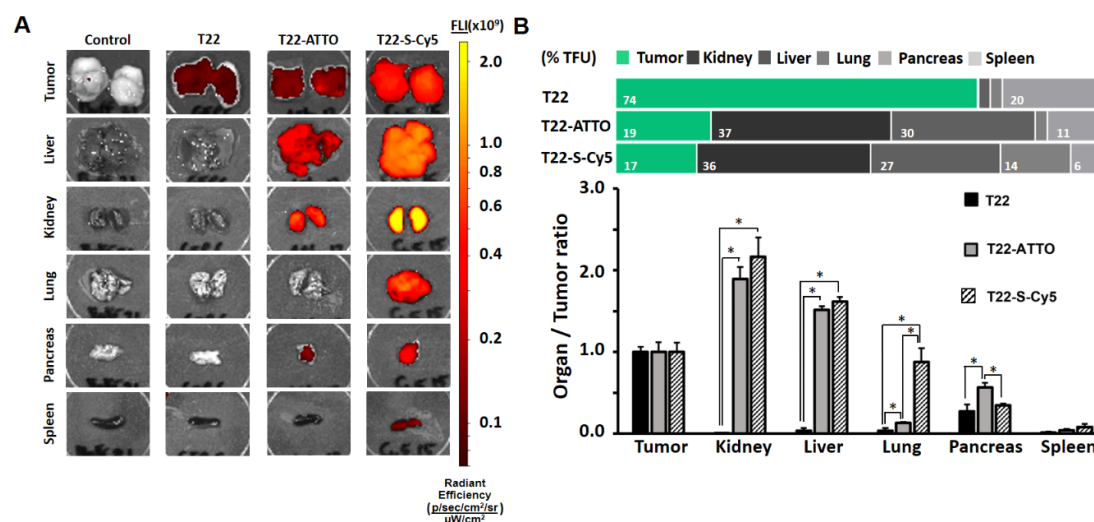 A
Control T22 T22-ATTO T22-S-Cy5
FLI(x10⁹)
Tumor
Liver
Kidney
Lung
Pancreas
Spleen
2.0
1.0
0.8
0.6
0.4
0.2
0.1
Radiant
Efficiency
(p/sec/cm²/sr)
uW/cm²
B
(% TFU) Tumor Kidney Liver Lung Pancreas Spleen
T22 74 20
T22-ATTO 19 37 30 11
T22-S-Cy5 17 36 27 14 6
Organ / Tumor ratio
3.0
2.0
1.0
0.0
T22
T22-ATTO
T22-S-Cy5
* * * * * * * * *
Tumor Kidney Liver Lung Pancreas Spleen